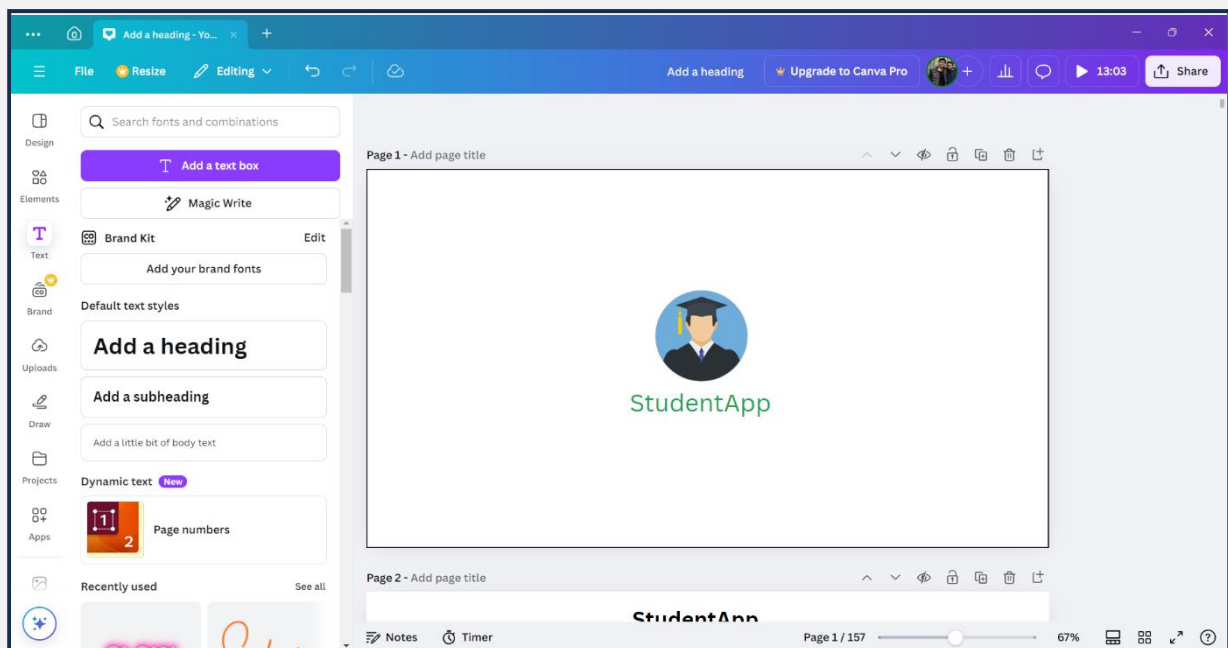 Add a heading - Yo...
File
Resize
Editing
Add a heading
Upgrade to Canva Pro
13:03
Share
Design
Elements
Text
Brand
Uploads
Draw
Projects
Apps
Search fonts and combinations
Add a text box
Magic Write
Brand Kit Edit
Add your brand fonts
Default text styles
Add a heading
Add a subheading
Add a little bit of body text
Dynamic text New
1
2
Page numbers
Recently used See all
Page 1 - Add page title
StudentApp
Page 2 - Add page title
StudentApp
Notes
Timer
Page 1 / 157
67%